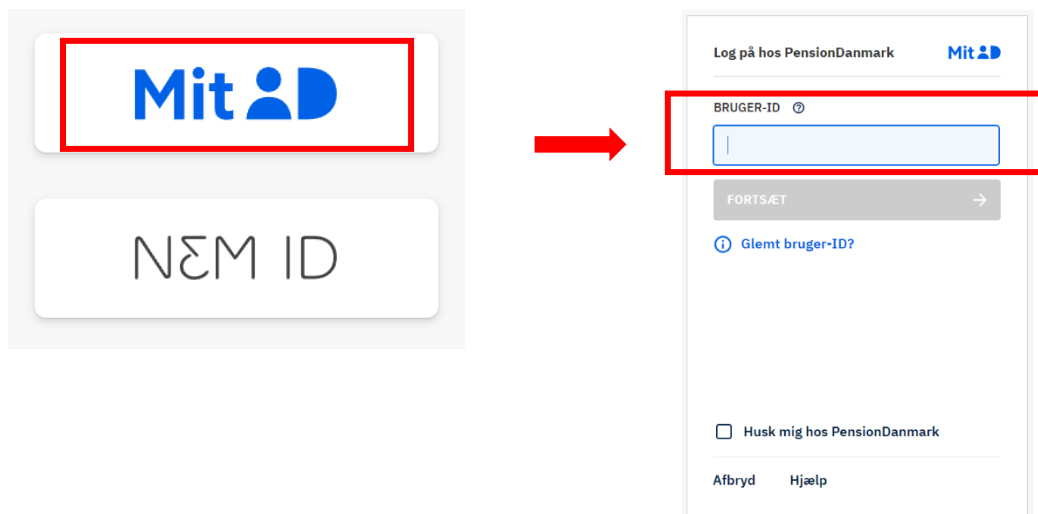 Mit ID
NEM ID
Log på hos PensionDanmark
Mit ID
BRUGER-ID
FORTSÆT
Glemt bruger-ID?
Husk mig hos PensionDanmark
Afbryd Hjælp